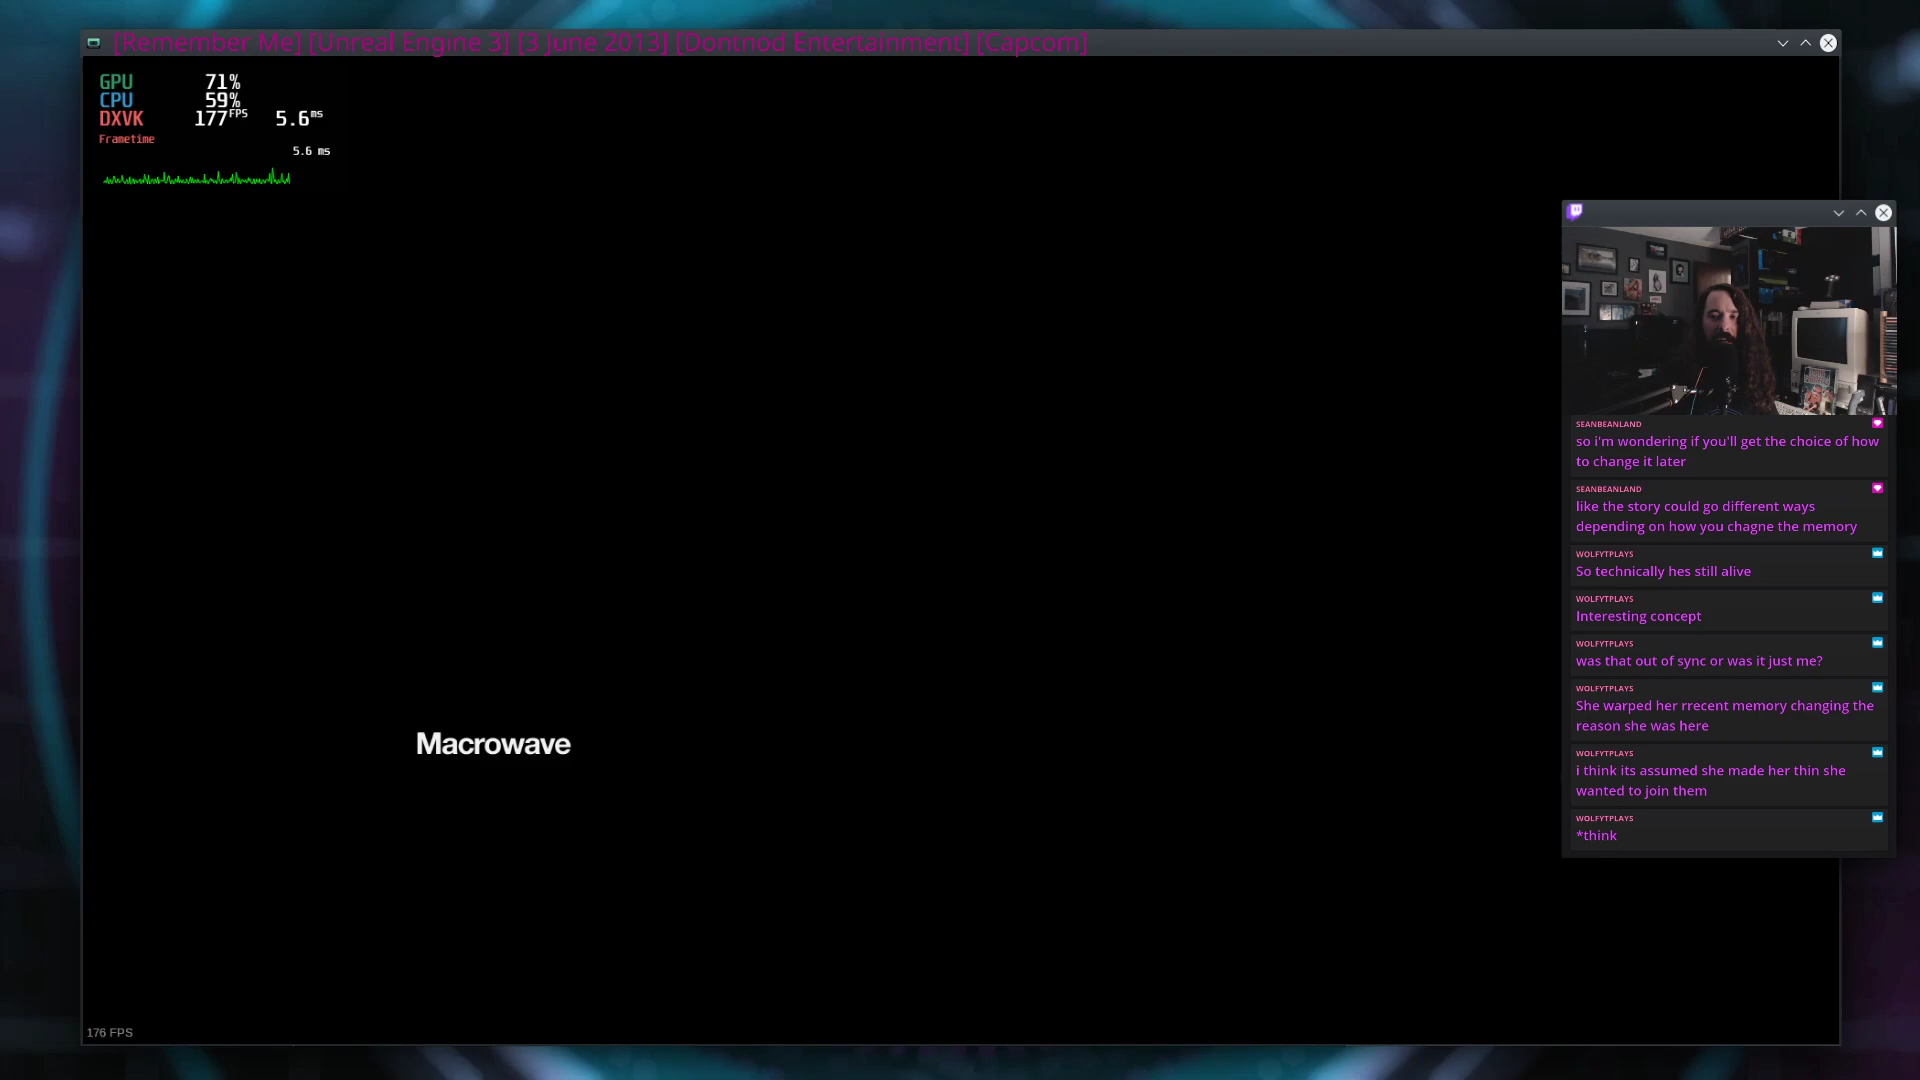 [Remember Me] [Unreal Engine 3] [3 June 2013] [Dontnod Entertainment] [Capcom]
GPU 71%
CPU 59%
DXVK 177FPS 5.6ms
Frametime
5.6 ms
SEANBEANLAND
so i'm wondering if you'll get the choice of how
to change it later
SEANBEANLAND
like the story could go different ways
depending on how you chagne the memory
WOLFYTPLAYS
So technically hes still alive
WOLFYTPLAYS
Interesting concept
WOLFYTPLAYS
was that out of sync or was it just me?
WOLFYTPLAYS
She warped her rrecent memory changing the
reason she was here
WOLFYTPLAYS
i think its assumed she made her thin she
wanted to join them
WOLFYTPLAYS
*think
Macrowave
176 FPS